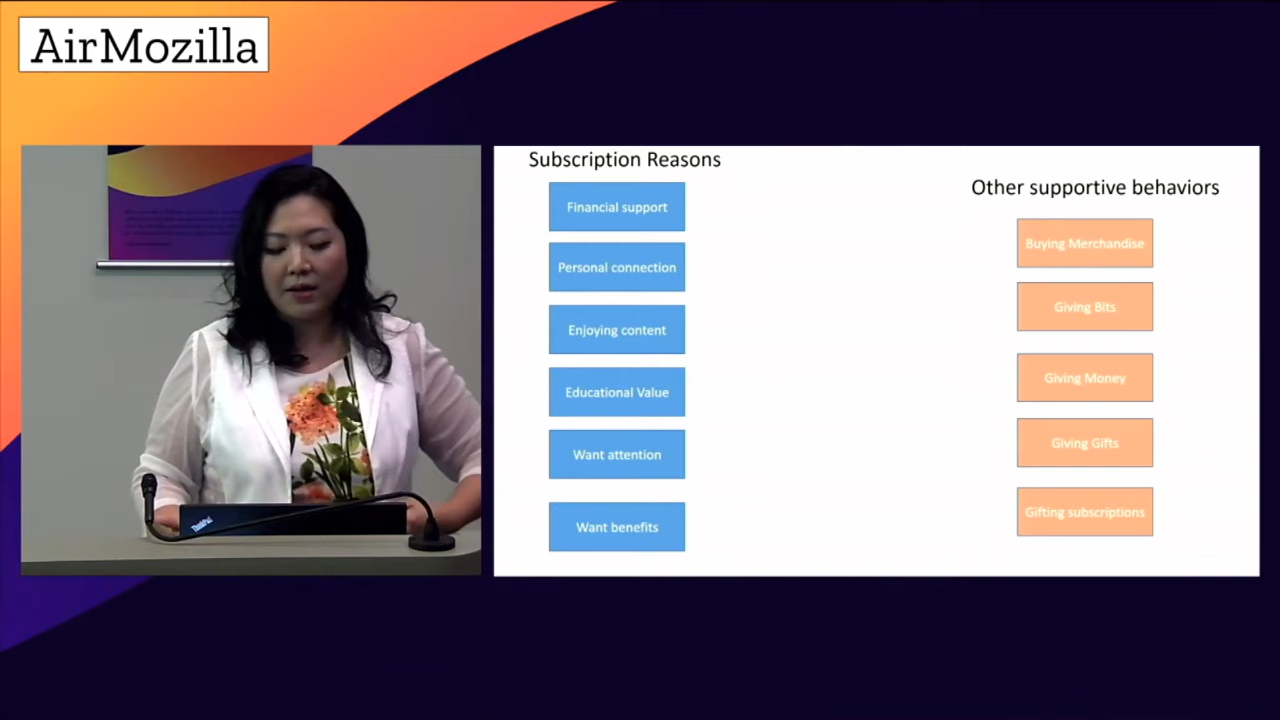 AirMozilla
ThinkPad
Subscription Reasons
Financial support
Personal connection
Enjoying content
Educational Value
Want attention
Want benefits
Other supportive behaviors
Buying Merchandise
Giving Bits
Giving Money
Giving Gifts
Gifting subscriptions